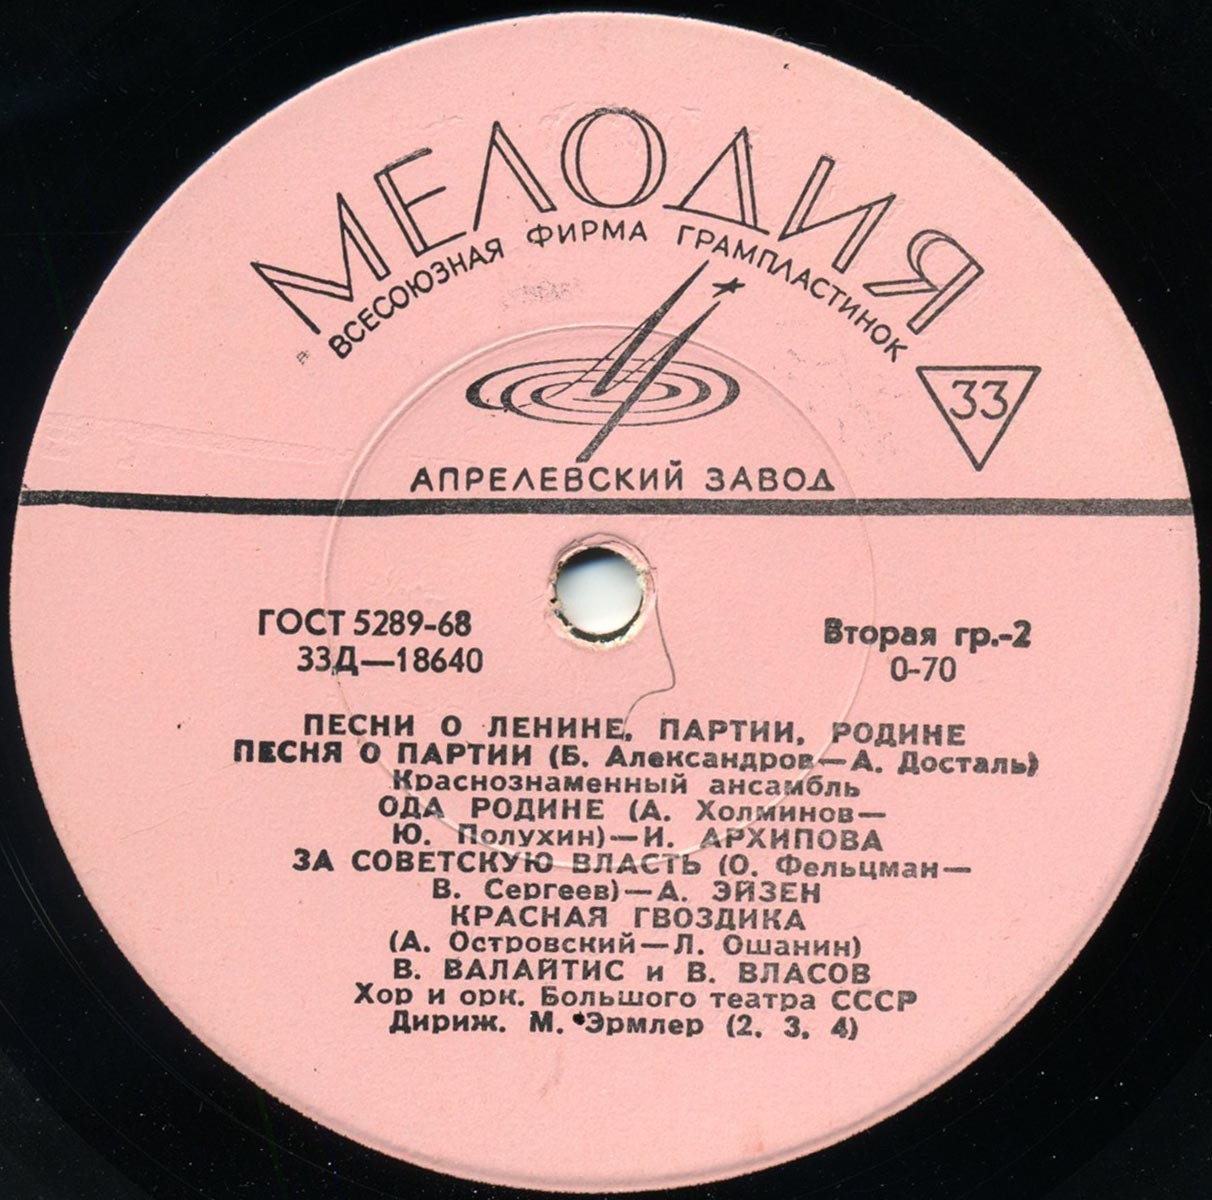 МЕЛОДИЯ
ВСЕСОЮЗНАЯ ФИРМА ГРАМПЛАСТИНОК
33
АПРЕЛЕВСКИЙ ЗАВОД
ГОСТ 5289-68
33Д—18640
Вторая гр.-2
0-70
ПЕСНИ О ЛЕНИНЕ, ПАРТИИ, РОДИНЕ
ПЕСНЯ О ПАРТИИ (Б. Александров—А. Досталь)
Краснознаменный ансамбль
ОДА РОДИНЕ (А. Холминов—
Ю. Полухин)—И. АРХИПОВА
ЗА СОВЕТСКУЮ ВЛАСТЬ (О. Фельцман—
В. Сергеев)—А. ЭЙЗЕН
КРАСНАЯ ГВОЗДИКА
(А. Островский—Л. Ошанин)
В. ВАЛАЙТИС и В. ВЛАСОВ
Хор и орк. Большого театра СССР
Дириж. М. Эрмлер (2, 3, 4)